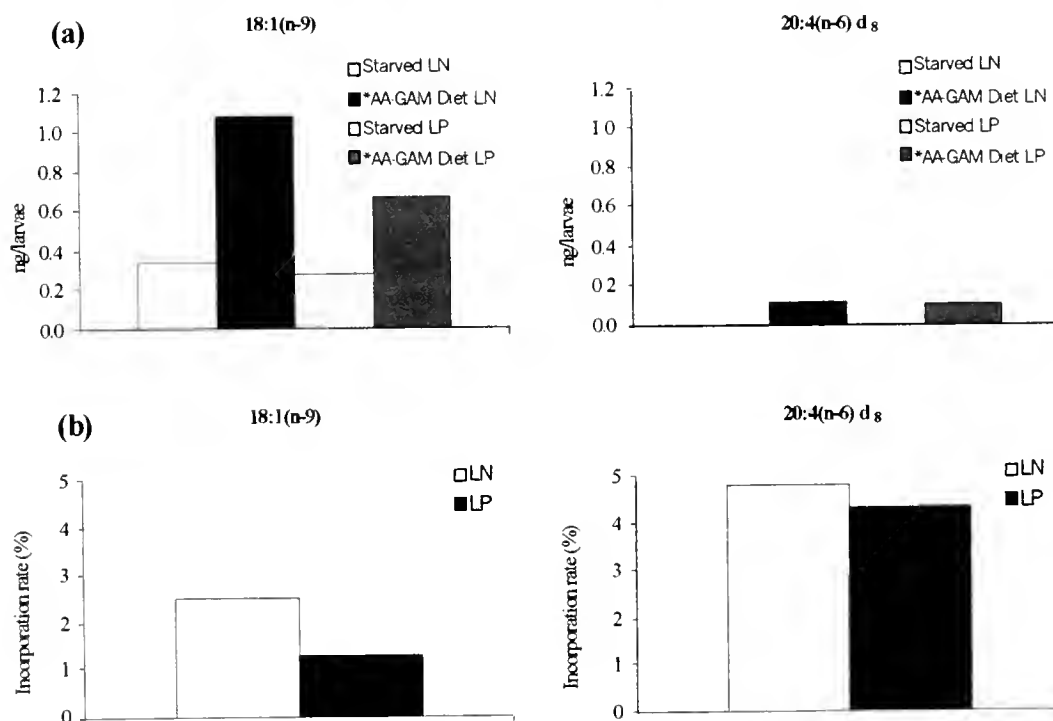 (a)
18:1(n-9)
□Starved LN
■*AA-GAM Diet LN
□Starved LP
■*AA-GAM Diet LP
1.2
1.0
0.8
0.6
0.4
0.2
0.0
ng/larvae
20:4(n-6) d 8
□Starved LN
■*AA-GAM Diet LN
□Starved LP
■*AA-GAM Diet LP
1.2
1.0
0.8
0.6
0.4
0.2
0.0
ng/larvae
(b)
18:1(n-9)
□LN
■LP
5
4
3
2
1
0
Incorporation rate (%)
20:4(n-6) d 8
□LN
■LP
5
4
3
2
1
0
Incorporation rate (%)